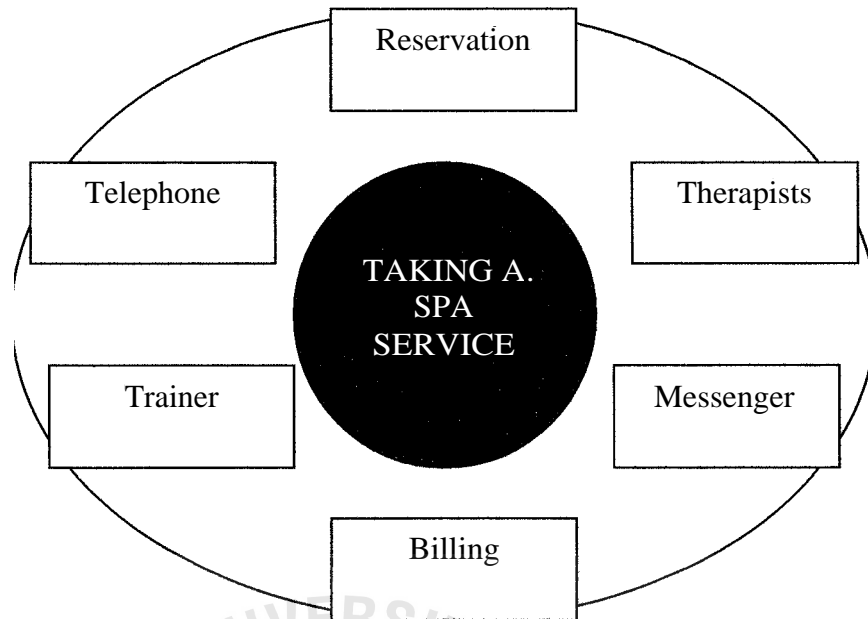 Reservation
Telephone
Therapists
TAKING A.
SPA
SERVICE
Trainer
Messenger
Billing